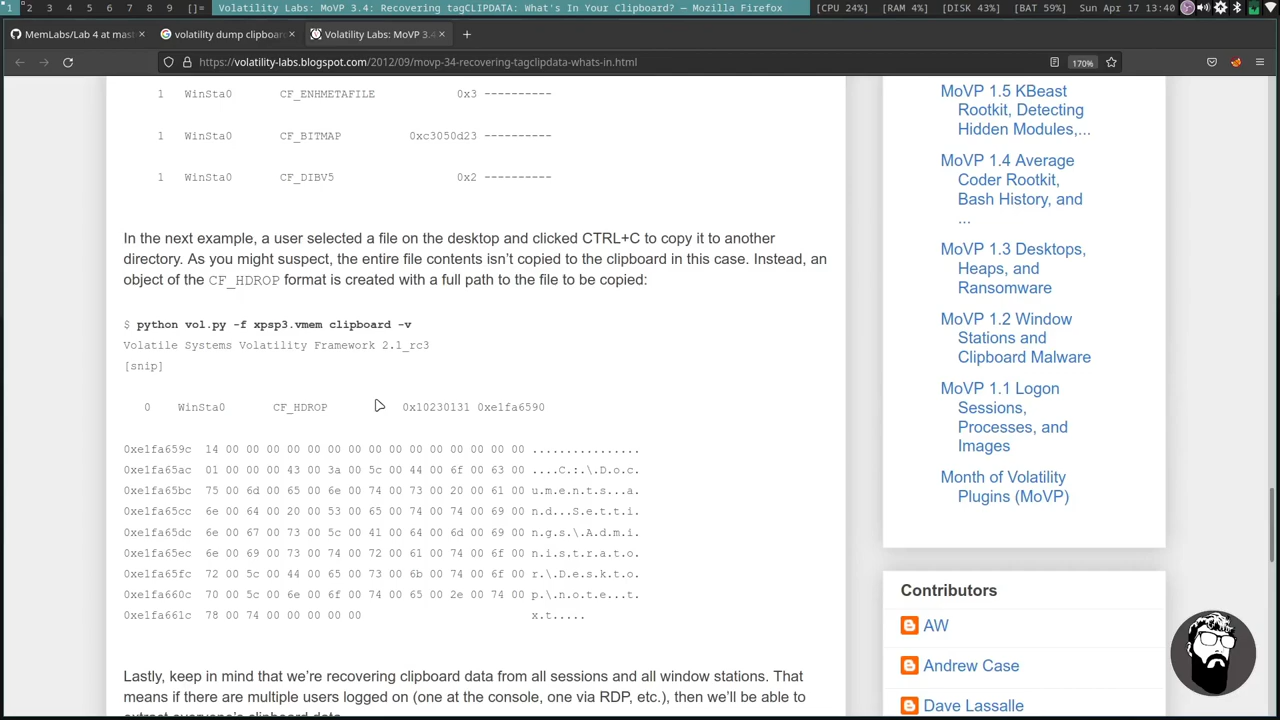 1 2 3 4 5 6 7 8 9 []= Volatility Labs: MoVP 3.4: Recovering tagCLIPDATA: What's In Your Clipboard? — Mozilla Firefox [CPU 24%] [RAM 4%] [DISK 43%] [BAT 59%] Sun Apr 17 13:40
MemLabs/Lab 4 at mast × volatility dump clipboar × Volatility Labs: MoVP 3.4 × +
https://volatility-labs.blogspot.com/2012/09/movp-34-recovering-tagclipdata-whats-in.html 170%
1 WinSta0 CF_ENHMETAFILE 0x3 ----------
1 WinSta0 CF_BITMAP 0xc3050d23 ----------
1 WinSta0 CF_DIBV5 0x2 ----------
In the next example, a user selected a file on the desktop and clicked CTRL+C to copy it to another
directory. As you might suspect, the entire file contents isn't copied to the clipboard in this case. Instead, an
object of the CF_HDROP format is created with a full path to the file to be copied:
$ python vol.py -f xpsp3.vmem clipboard -v
Volatile Systems Volatility Framework 2.1_rc3
[snip]
0 WinSta0 CF_HDROP 0x10230131 0xe1fa6590
0xe1fa659c 14 00 00 00 00 00 00 00 00 00 00 00 00 00 00 00 ................
0xe1fa65ac 01 00 00 00 43 00 3a 00 5c 00 44 00 6f 00 63 00 ....C.:.\.D.o.c.
0xe1fa65bc 75 00 6d 00 65 00 6e 00 74 00 73 00 20 00 61 00 u.m.e.n.t.s...a.
0xe1fa65cc 6e 00 64 00 20 00 53 00 65 00 74 00 74 00 69 00 n.d...S.e.t.t.i.
0xe1fa65dc 6e 00 67 00 73 00 5c 00 41 00 64 00 6d 00 69 00 n.g.s.\.A.d.m.i.
0xe1fa65ec 6e 00 69 00 73 00 74 00 72 00 61 00 74 00 6f 00 n.i.s.t.r.a.t.o.
0xe1fa65fc 72 00 5c 00 44 00 65 00 73 00 6b 00 74 00 6f 00 r.\.D.e.s.k.t.o.
0xe1fa660c 70 00 5c 00 6e 00 6f 00 74 00 65 00 2e 00 74 00 p.\.n.o.t.e...t.
0xe1fa661c 78 00 74 00 00 00 00 00 x.t.....
Lastly, keep in mind that we're recovering clipboard data from all sessions and all window stations. That
means if there are multiple users logged on (one at the console, one via RDP, etc.), then we'll be able to
extract everyone's clipboard data.
MoVP 1.5 KBeast
Rootkit, Detecting
Hidden Modules,...
MoVP 1.4 Average
Coder Rootkit,
Bash History, and
...
MoVP 1.3 Desktops,
Heaps, and
Ransomware
MoVP 1.2 Window
Stations and
Clipboard Malware
MoVP 1.1 Logon
Sessions,
Processes, and
Images
Month of Volatility
Plugins (MoVP)
Contributors
AW
Andrew Case
Dave Lassalle